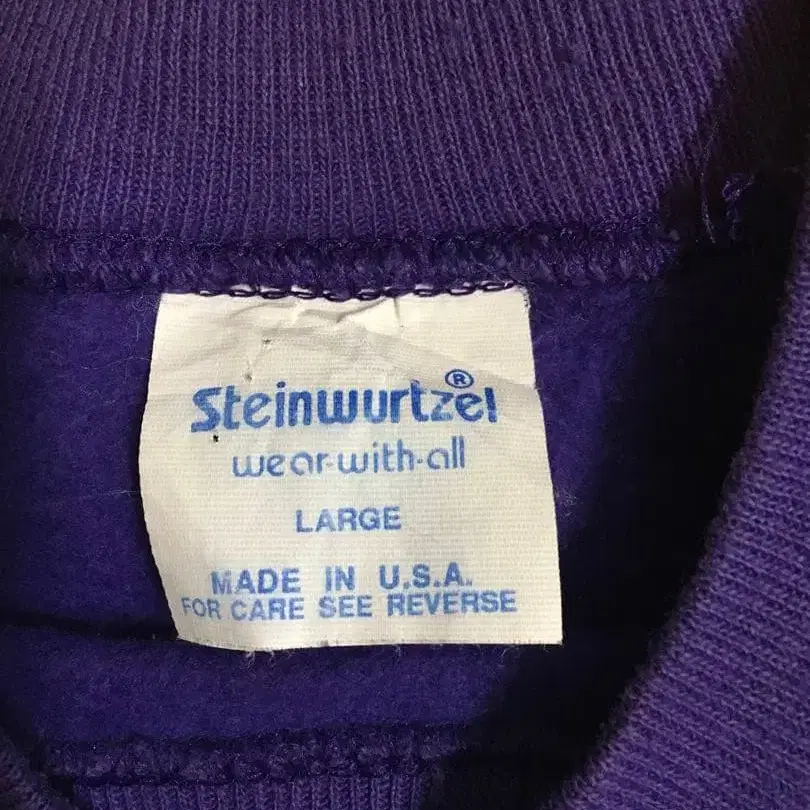 Steinwurtzel®
wear-with-all
LARGE
MADE IN U.S.A.
FOR CARE SEE REVERSE